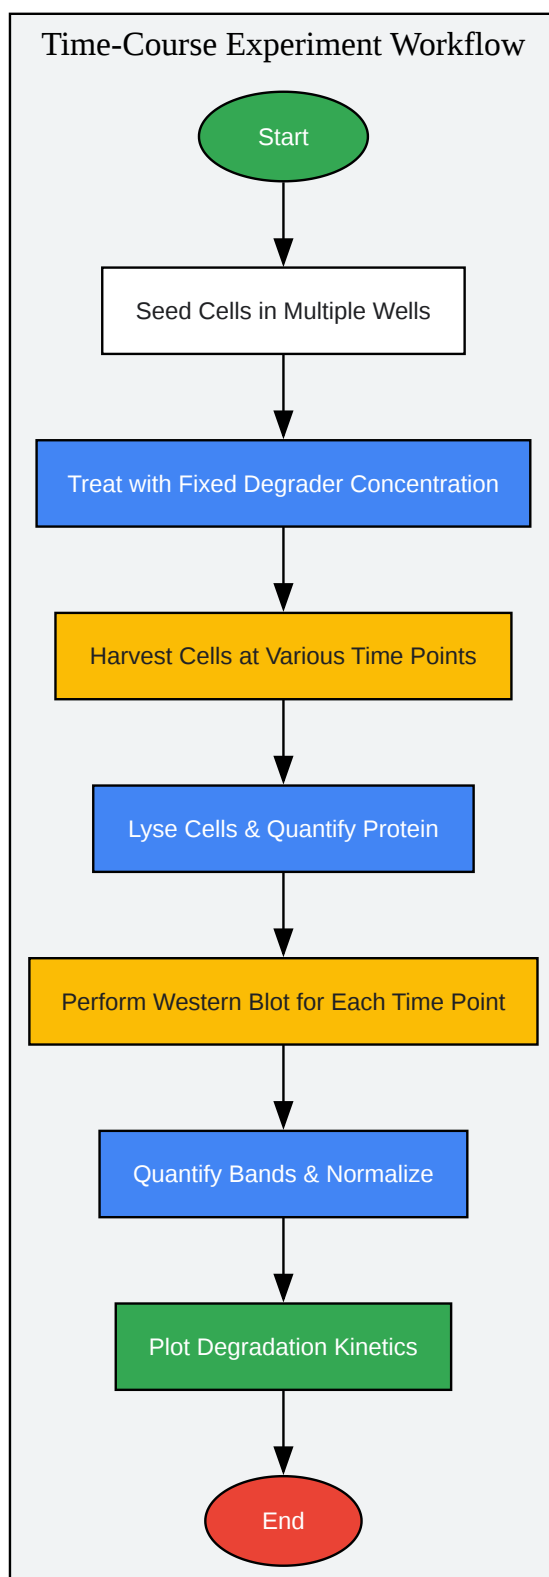 Time-Course Experiment Workflow
Start
Seed Cells in Multiple Wells
Treat with Fixed Degrader Concentration
Harvest Cells at Various Time Points
Lyse Cells & Quantify Protein
Perform Western Blot for Each Time Point
Quantify Bands & Normalize
Plot Degradation Kinetics
End